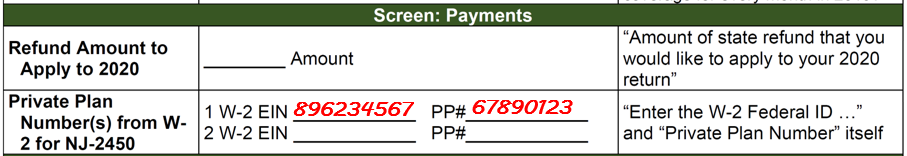 Screen: Payments
Refund Amount to
Apply to 2020
_______ Amount
“Amount of state refund that you
would like to apply to your 2020
return”
Private Plan
Number(s) from W-
2 for NJ-2450
1 W-2 EIN 896234567 PP# 67890123
2 W-2 EIN ___________ PP#___________
“Enter the W-2 Federal ID …”
and “Private Plan Number” itself